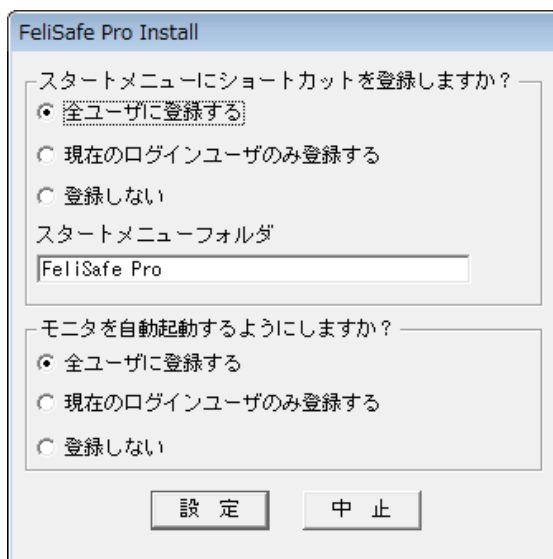 FeliSafe Pro Install
スタートメニューにショートカットを登録しますか？
全ユーザに登録する
現在のログインユーザのみ登録する
登録しない
スタートメニューフォルダ
FeliSafe Pro
モニタを自動起動するようにしますか？
全ユーザに登録する
現在のログインユーザのみ登録する
登録しない
設 定
中 止